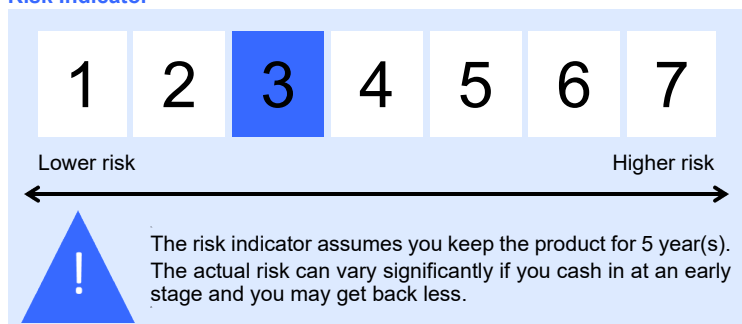 Risk Indicator
1 2 3 4 5 6 7
Lower risk Higher risk
!
The risk indicator assumes you keep the product for 5 year(s).
The actual risk can vary significantly if you cash in at an early
stage and you may get back less.